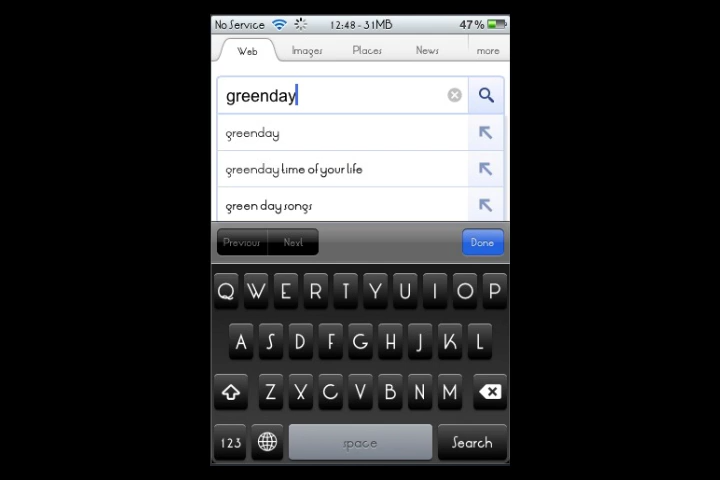 No Service 12:48 - 31MB 47%
Web Images Places News more
greenday
greenday
greenday time of your life
green day songs
Previous Next Done
Q W E R T Y U I O P
A S D F G H J K L
Z X C V B N M
123 space Search